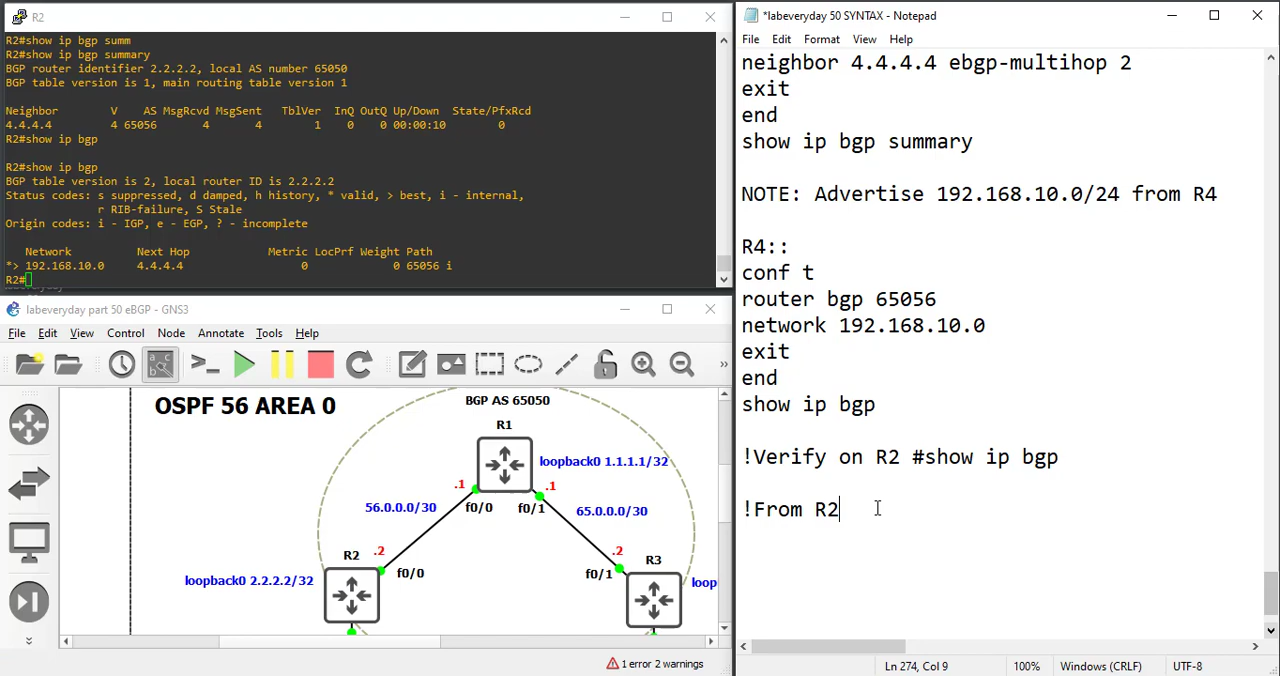 R2
R2#show ip bgp summ
R2#show ip bgp summary
BGP router identifier 2.2.2.2, local AS number 65050
BGP table version is 1, main routing table version 1
Neighbor V AS MsgRcvd MsgSent TblVer InQ OutQ Up/Down State/PfxRcd
4.4.4.4 4 65056 4 4 1 0 0 00:00:10 0
R2#show ip bgp
R2#show ip bgp
BGP table version is 2, local router ID is 2.2.2.2
Status codes: s suppressed, d damped, h history, * valid, > best, i - internal,
r RIB-failure, S Stale
Origin codes: i - IGP, e - EGP, ? - incomplete
Network Next Hop Metric LocPrf Weight Path
*> 192.168.10.0 4.4.4.4 0 0 65056 i
R2#
labeveryday part 50 eBGP - GNS3
File Edit View Control Node Annotate Tools Help
OSPF 56 AREA 0
BGP AS 65050
R1
loopback0 1.1.1.1/32
.1
.1
56.0.0.0/30
f0/0
f0/1
65.0.0.0/30
R2
.2
f0/0
loopback0 2.2.2.2/32
.2
R3
f0/1
loop
1 error 2 warnings
*labeveryday 50 SYNTAX - Notepad
File Edit Format View Help
neighbor 4.4.4.4 ebgp-multihop 2
exit
end
show ip bgp summary
NOTE: Advertise 192.168.10.0/24 from R4
R4::
conf t
router bgp 65056
network 192.168.10.0
exit
end
show ip bgp
!Verify on R2 #show ip bgp
!From R2
Ln 274, Col 9 100% Windows (CRLF) UTF-8